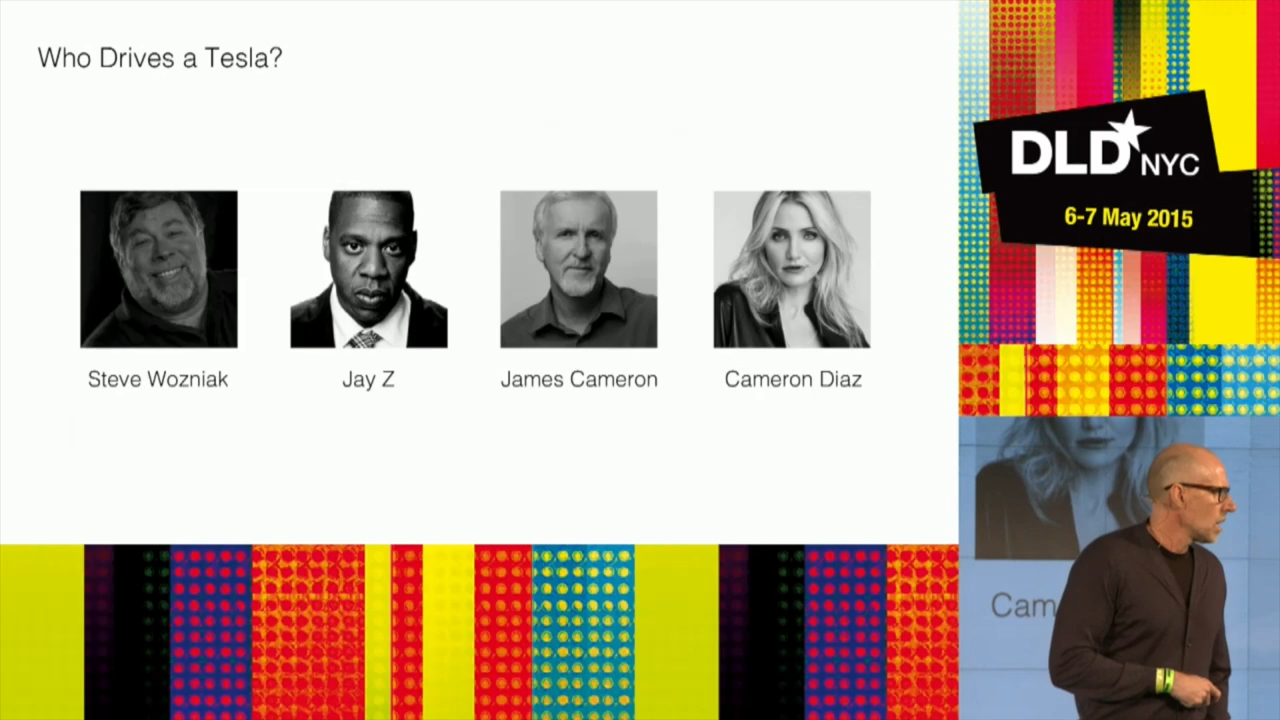 Who Drives a Tesla?
Steve Wozniak
Jay Z
James Cameron
Cameron Diaz
DLD NYC
6-7 May 2015
Cam